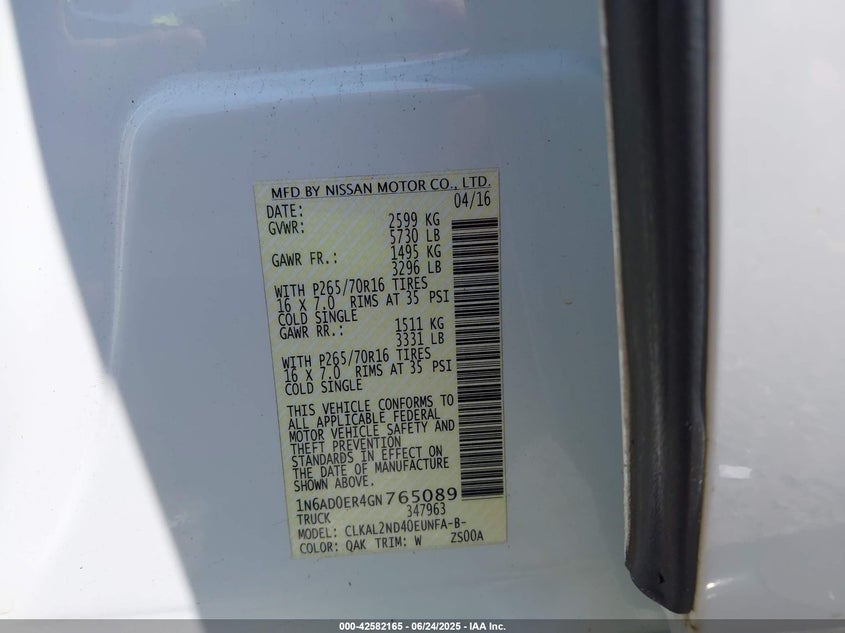 MFD BY NISSAN MOTOR CO., LTD.
DATE: 04/16
GVWR: 2599 KG
5730 LB
GAWR FR.: 1495 KG
3296 LB
WITH P265/70R16 TIRES
16 X 7.0 RIMS AT 35 PSI
COLD SINGLE
GAWR RR.: 1511 KG
3331 LB
WITH P265/70R16 TIRES
16 X 7.0 RIMS AT 35 PSI
COLD SINGLE
THIS VEHICLE CONFORMS TO
ALL APPLICABLE FEDERAL
MOTOR VEHICLE SAFETY AND
THEFT PREVENTION
STANDARDS IN EFFECT ON
THE DATE OF MANUFACTURE
SHOWN ABOVE.
1N6AD0ER4GN765089
TRUCK 347963
MODEL: CLKAL2ND40EUNFA-B-
COLOR: QAK TRIM: W ZS00A
000-42582165 - 06/24/2025 - IAA Inc.